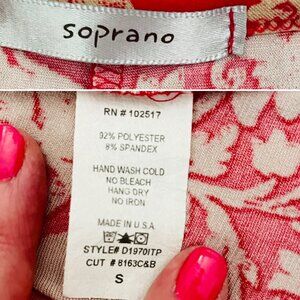 soprano
RN # 102517
92% POLYESTER
8% SPANDEX
HAND WASH COLD
NO BLEACH
HANG DRY
NO IRON
MADE IN U.S.A
STYLE# D1970ITP
CUT # 8163C&B
S